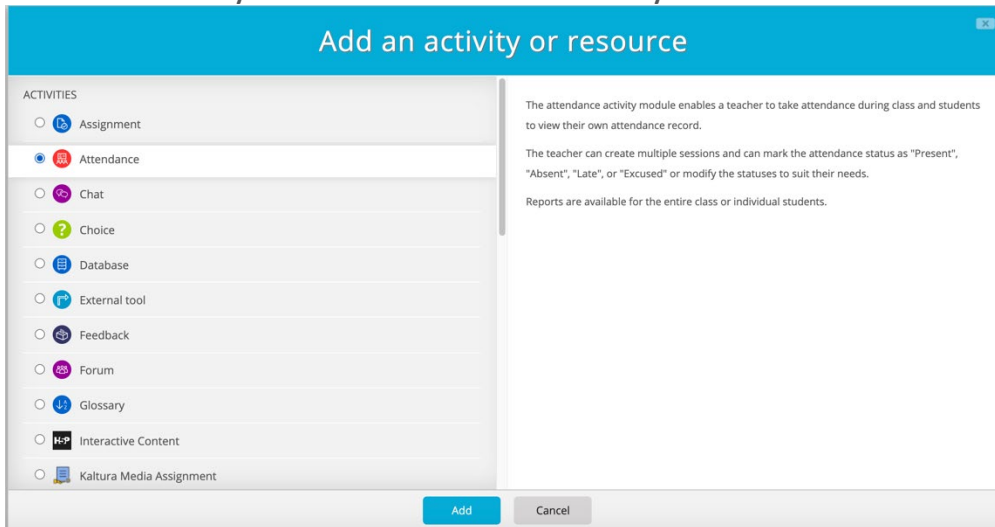 Add an activity or resource
ACTIVITIES
Assignment
Attendance
Chat
Choice
Database
External tool
Feedback
Forum
Glossary
H-P Interactive Content
Kaltura Media Assignment
The attendance activity module enables a teacher to take attendance during class and students
to view their own attendance record.
The teacher can create multiple sessions and can mark the attendance status as "Present",
"Absent", "Late", or "Excused" or modify the statuses to suit their needs.
Reports are available for the entire class or individual students.
Add
Cancel